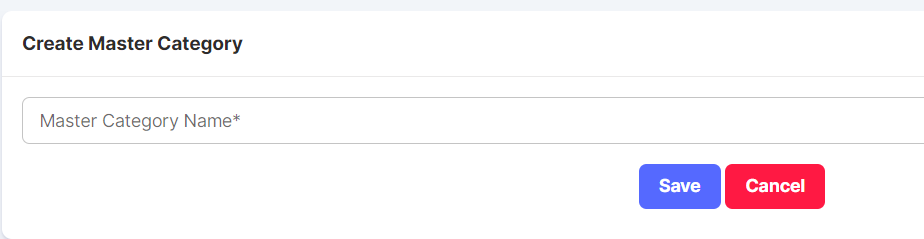 Create Master Category
Master Category Name*
Save Cancel